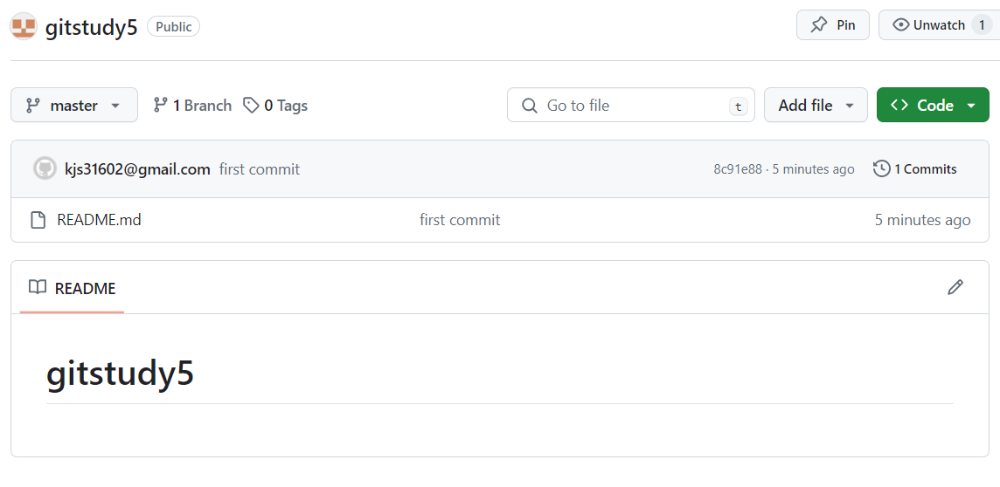 gitstudy5 Public Pin Unwatch 1
master 1 Branch 0 Tags Go to file t Add file Code
kjs31602@gmail.com first commit 8c91e88 · 5 minutes ago 1 Commits
README.md first commit 5 minutes ago
README
gitstudy5